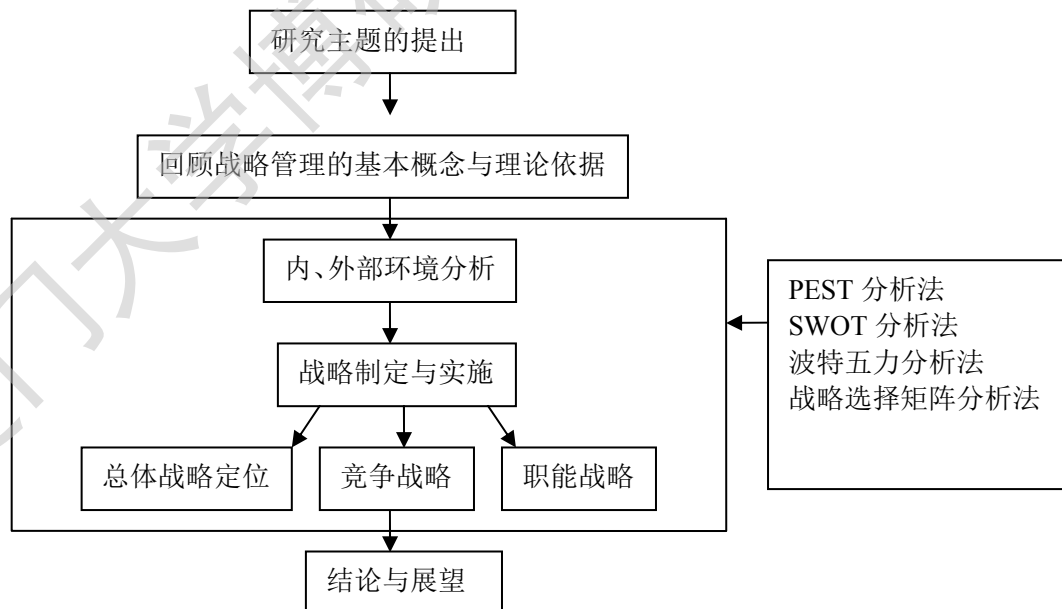 研究主题的提出
回顾战略管理的基本概念与理论依据
内、外部环境分析
战略制定与实施
总体战略定位
竞争战略
职能战略
结论与展望
PEST 分析法
SWOT 分析法
波特五力分析法
战略选择矩阵分析法
门大学博